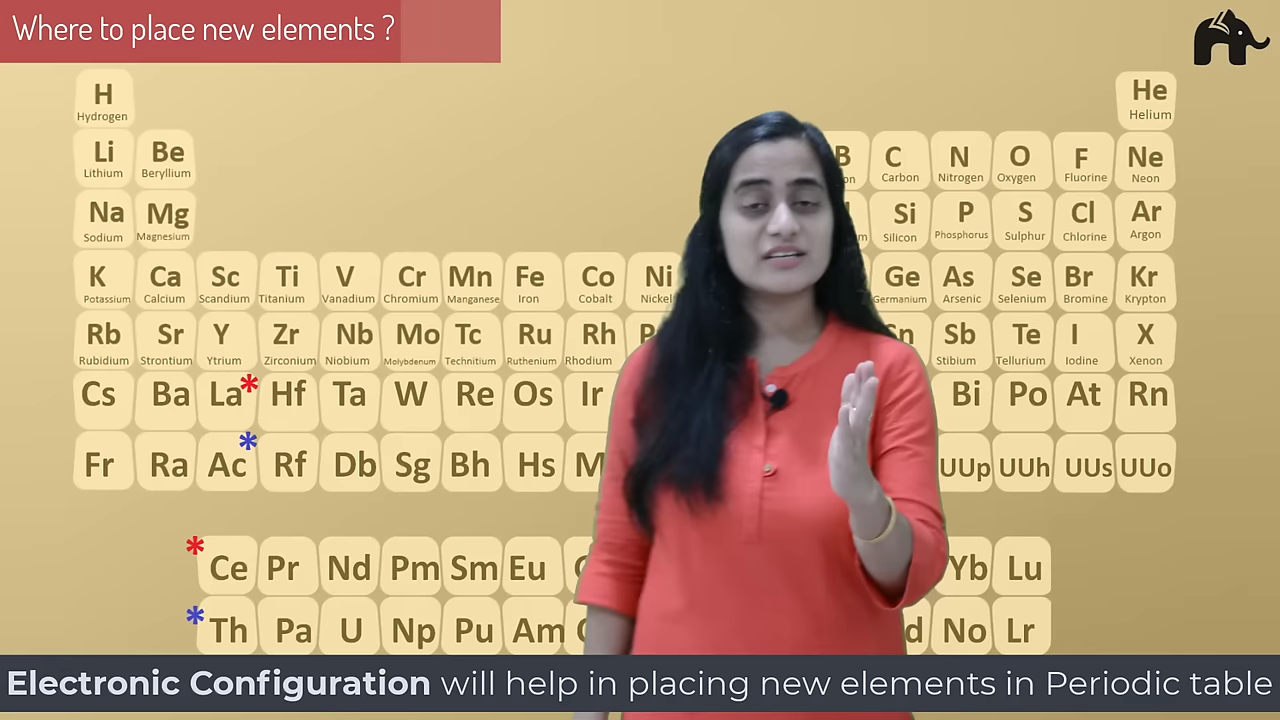 Where to place new elements ?
H He
Hydrogen Helium
Li Be B C N O F Ne
Lithium Beryllium Carbon Nitrogen Oxygen Fluorine Neon
Na Mg Si P S Cl Ar
Sodium Magnesium Silicon Phosphorus Sulphur Chlorine Argon
K Ca Sc Ti V Cr Mn Fe Co Ni Ge As Se Br Kr
Potassium Calcium Scandium Titanium Vanadium Chromium Manganese Iron Cobalt Nickel Germanium Arsenic Selenium Bromine Krypton
Rb Sr Y Zr Nb Mo Tc Ru Rh Sb Te I X
Rubidium Strontium Ytrium Zirconium Niobium Molybdenum Technitium Ruthenium Rhodium Stibium Tellurium Iodine Xenon
Cs Ba La* Hf Ta W Re Os Ir Bi Po At Rn
Fr Ra Ac* Rf Db Sg Bh Hs UUp UUh UUs UUo
* Ce Pr Nd Pm Sm Eu Yb Lu
* Th Pa U Np Pu Am No Lr
Electronic Configuration will help in placing new elements in Periodic table